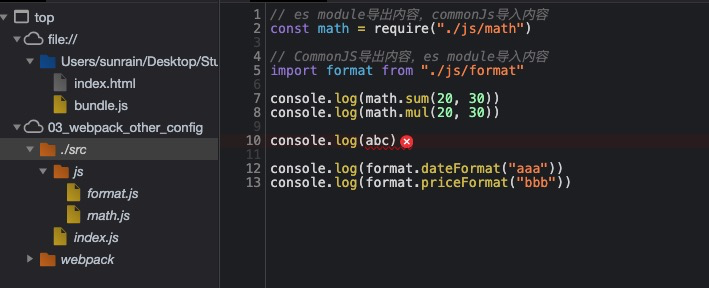 top
file://
Users/sunrain/Desktop/Stu
index.html
bundle.js
03_webpack_other_config
./src
js
format.js
math.js
index.js
webpack
1 // es module导出内容，commonJs导入内容
2 const math = require("./js/math")
3
4 // CommonJS导出内容，es module导入内容
5 import format from "./js/format"
6
7 console.log(math.sum(20, 30))
8 console.log(math.mul(20, 30))
9
10 console.log(abc)
11
12 console.log(format.dateFormat("aaa"))
13 console.log(format.priceFormat("bbb"))